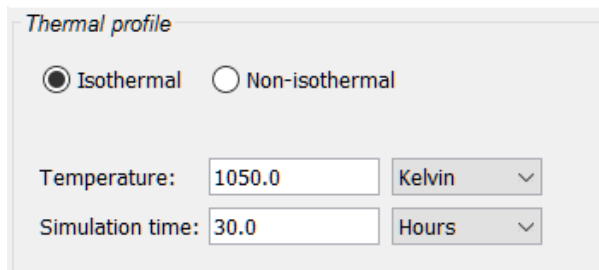 Thermal profile
Isothermal Non-isothermal
Temperature: 1050.0 Kelvin
Simulation time: 30.0 Hours